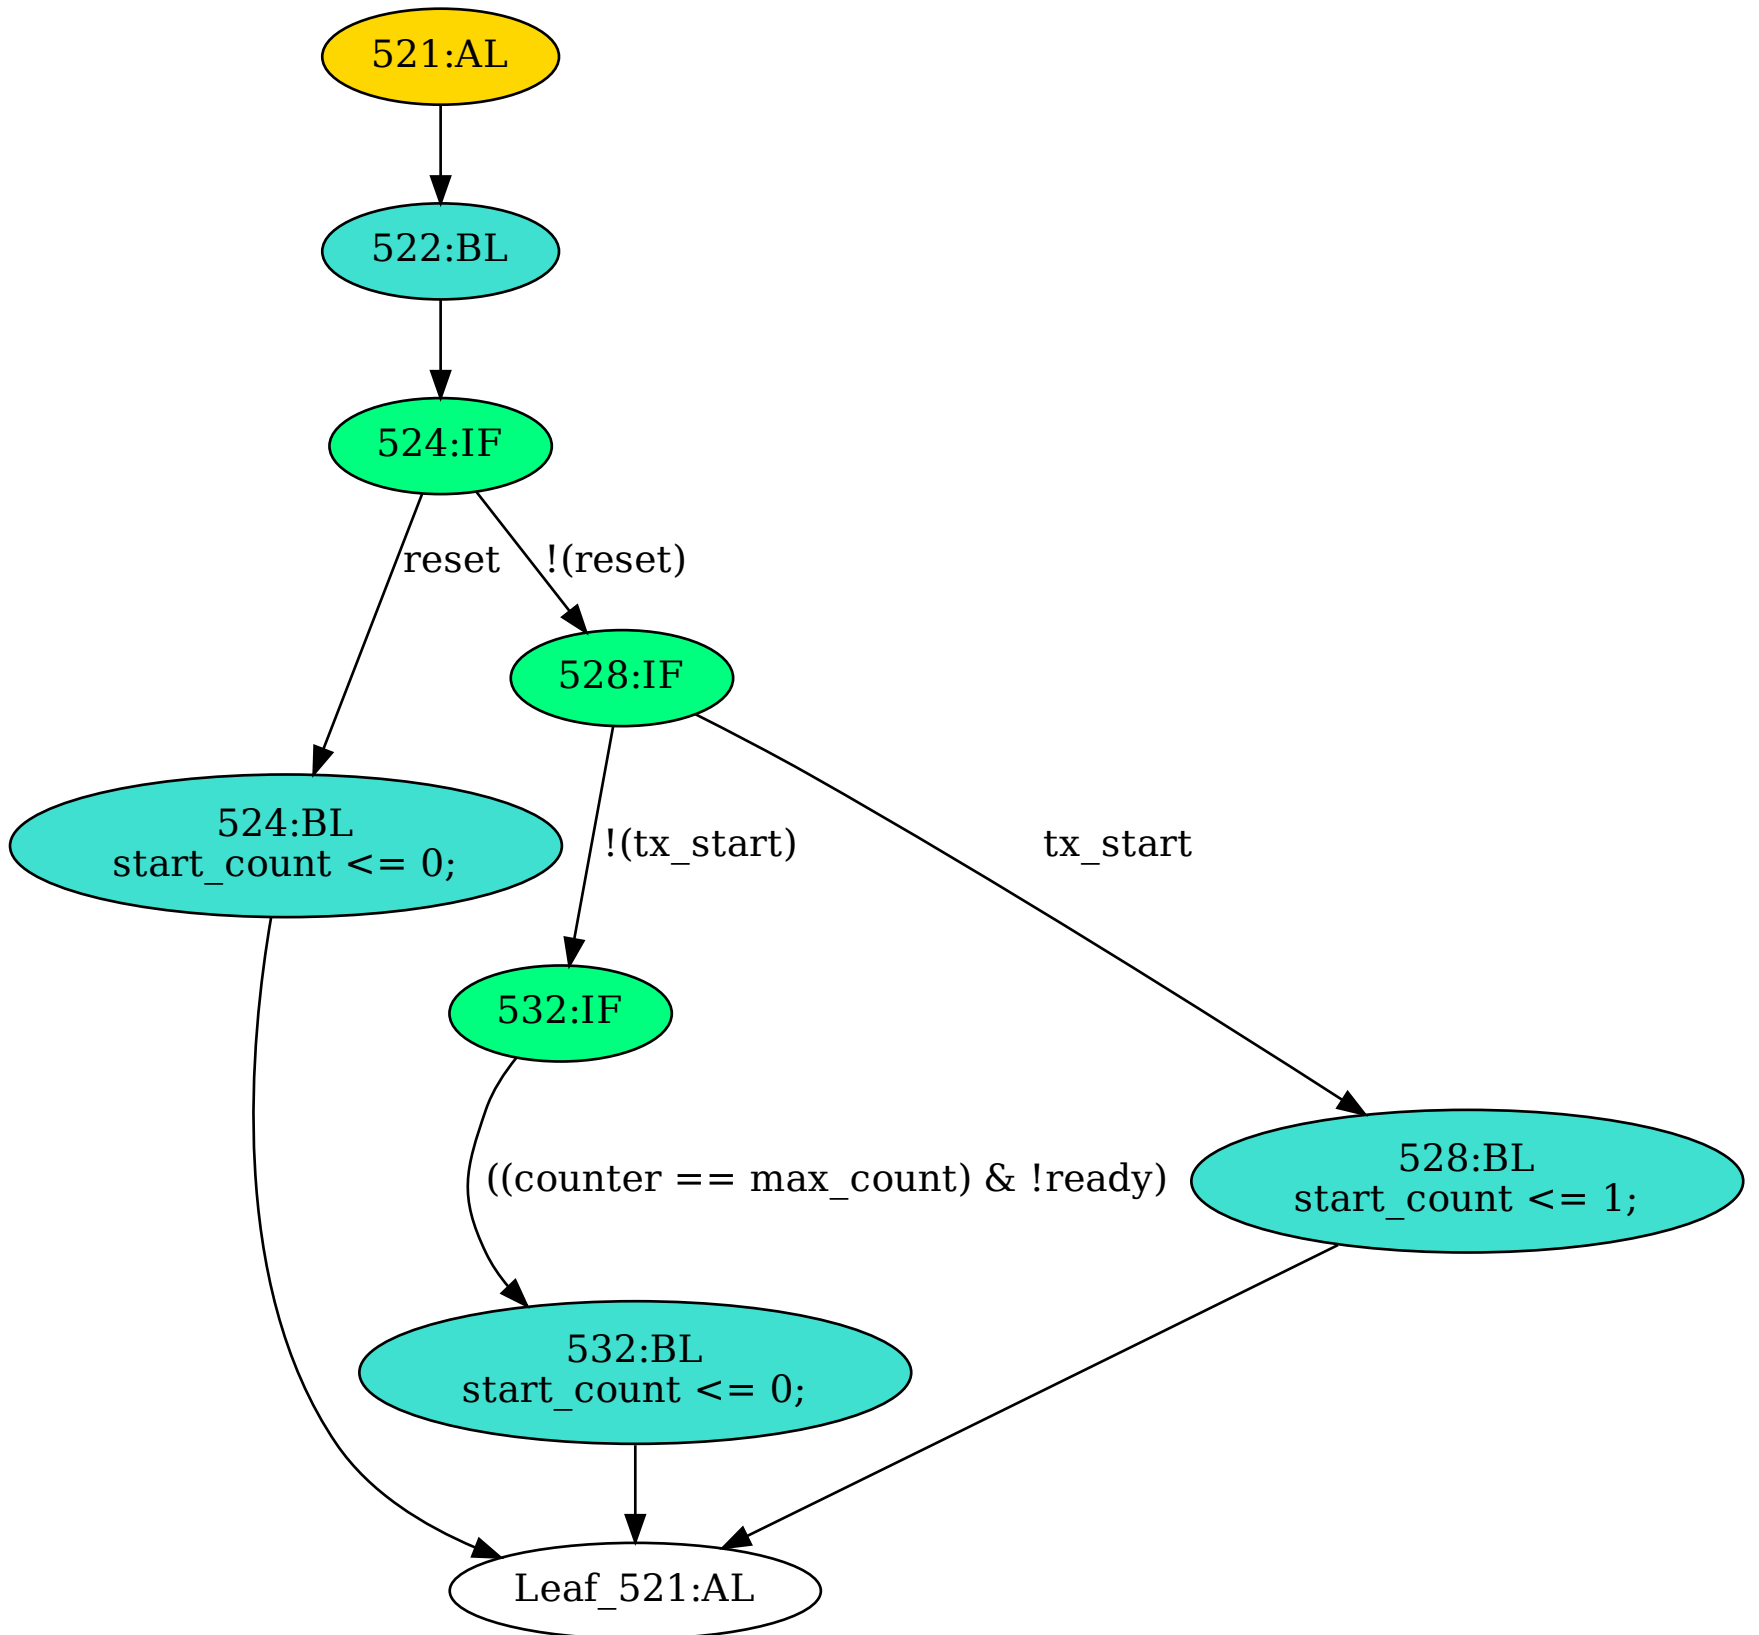 521:AL
522:BL
524:IF
reset
!(reset)
528:IF
524:BL
start_count <= 0;
!(tx_start)
tx_start
532:IF
((counter == max_count) & !ready)
528:BL
start_count <= 1;
532:BL
start_count <= 0;
Leaf_521:AL